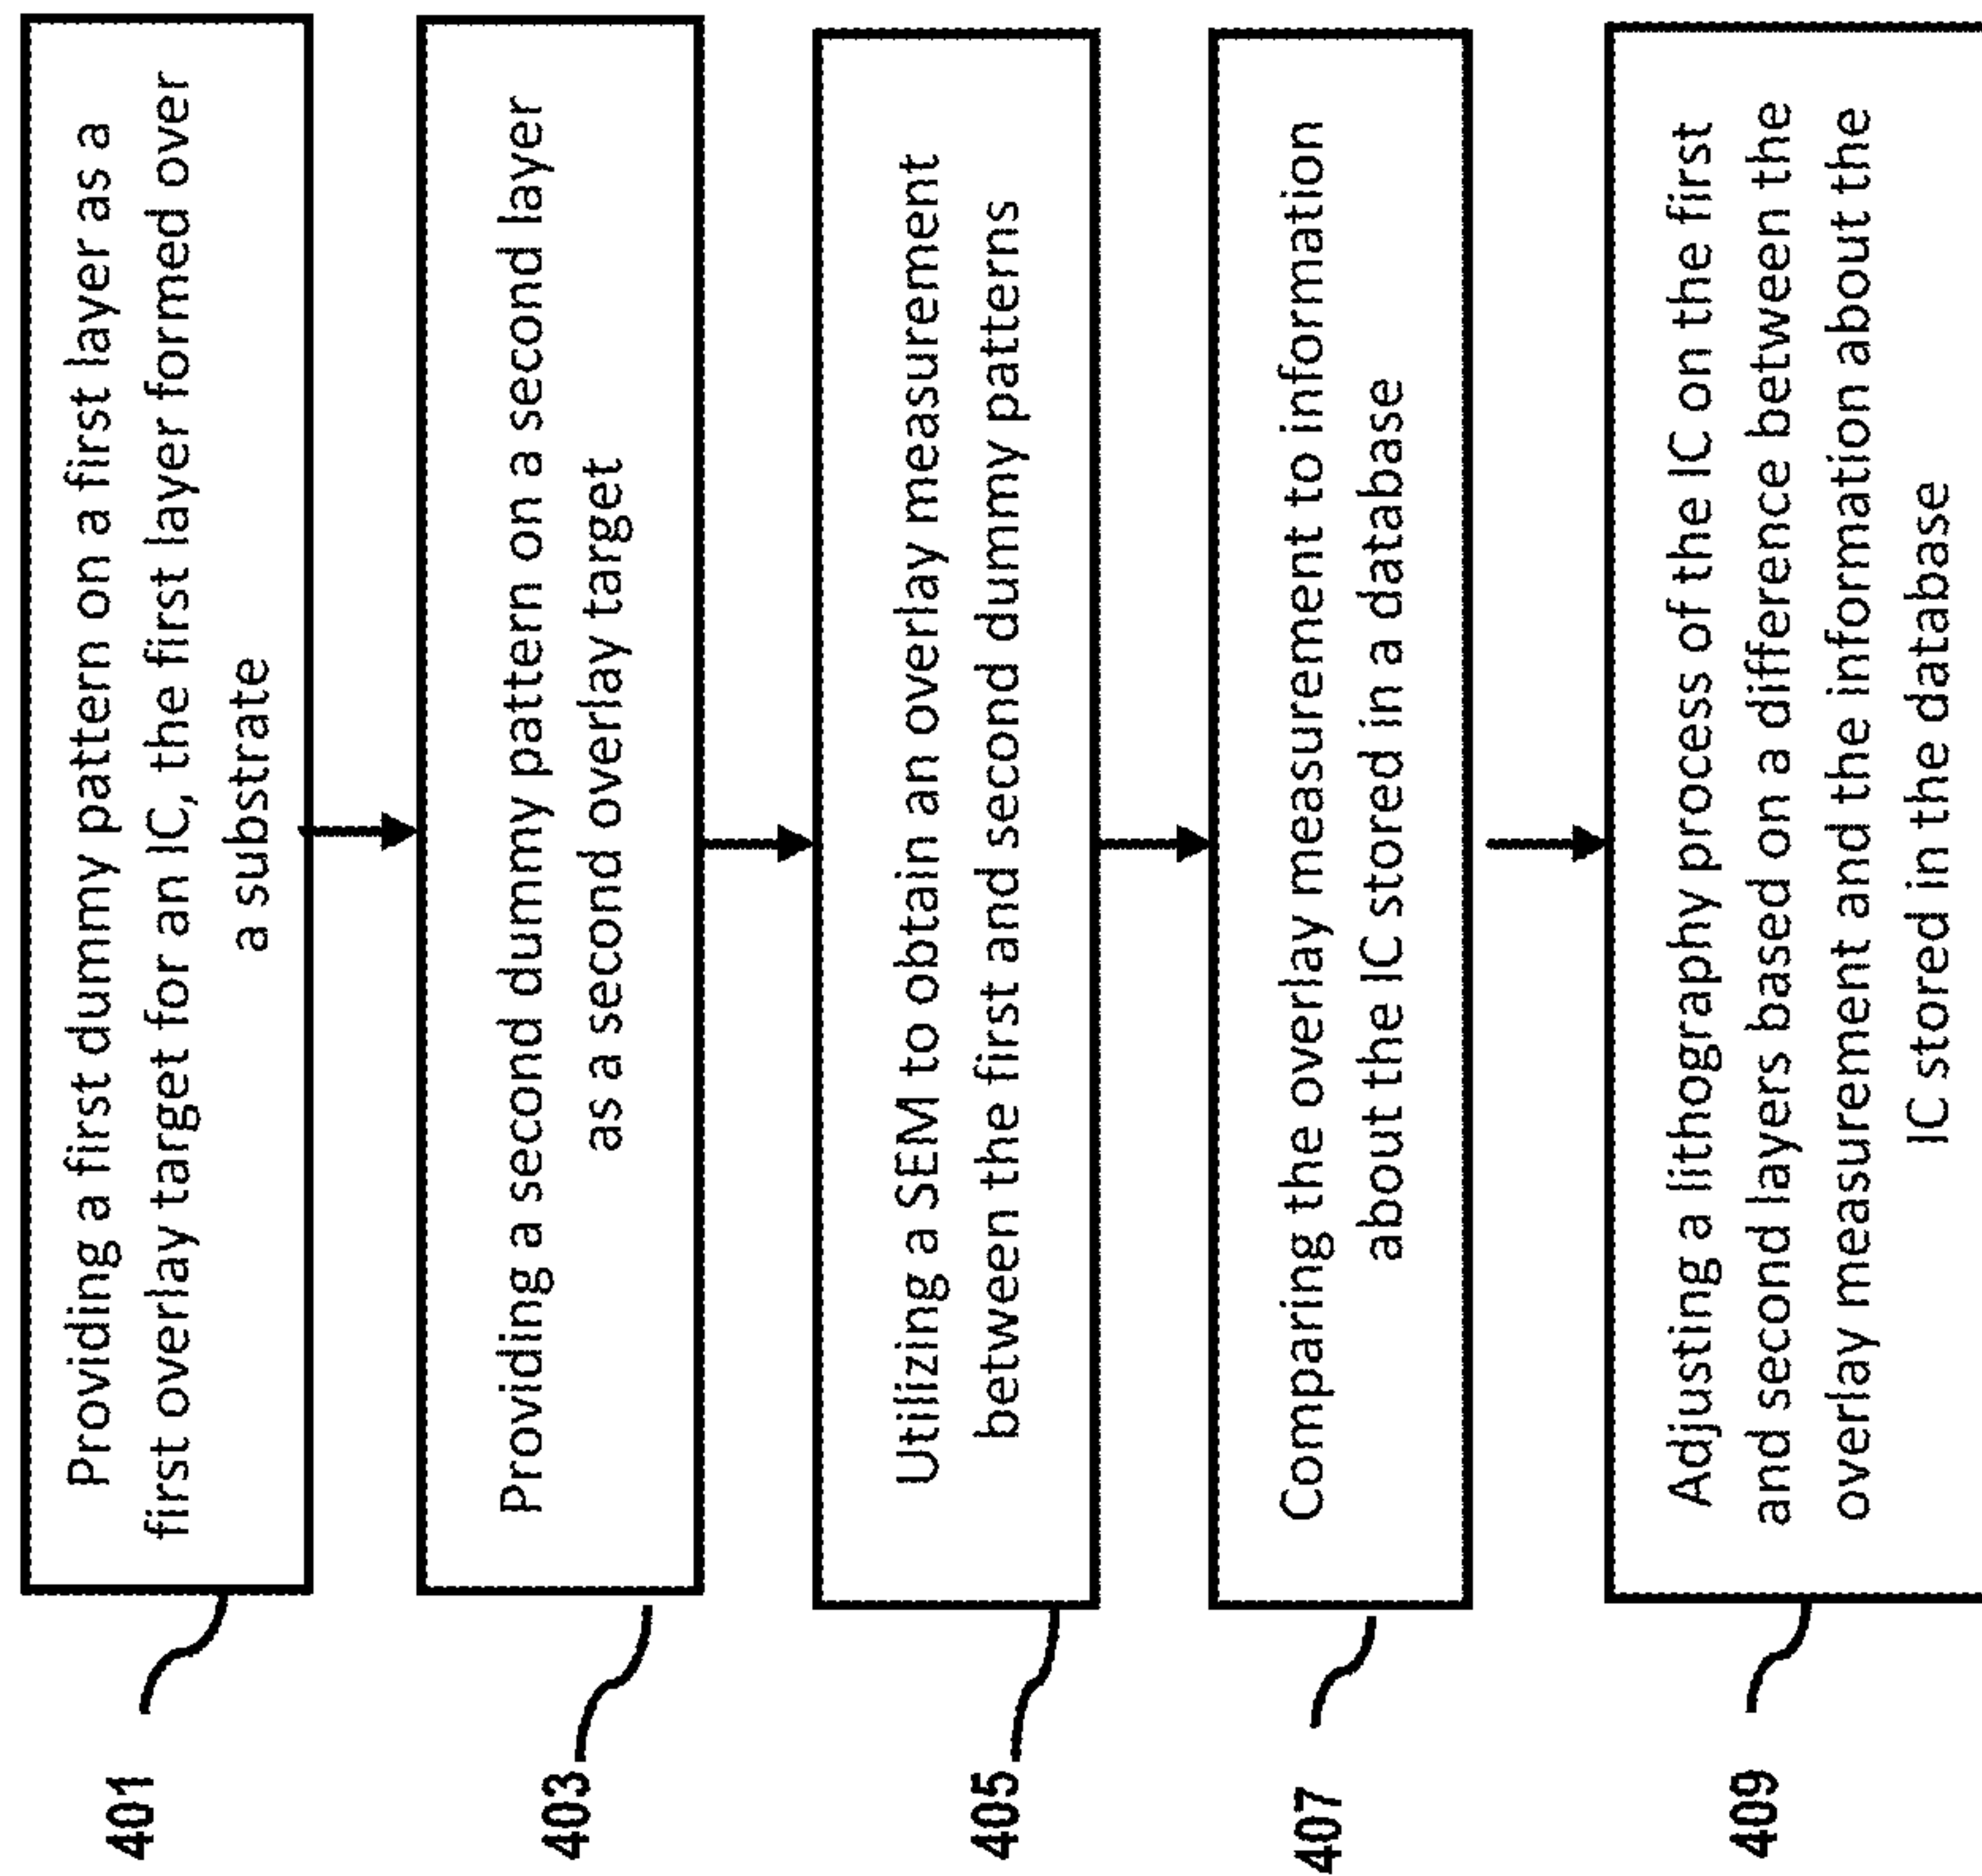 401
Providing a first dummy pattern on a first layer as a
first overlay target for an IC, the first layer formed over
a substrate
403
Providing a second dummy pattern on a second layer
as a second overlay target
405
Utilizing a SEM to obtain an overlay measurement
between the first and second dummy patterns
407
Comparing the overlay measurement to information
about the IC stored in a database
409
Adjusting a lithography process of the IC on the first
and second layers based on a difference between the
overlay measurement and the information about the
IC stored in the database